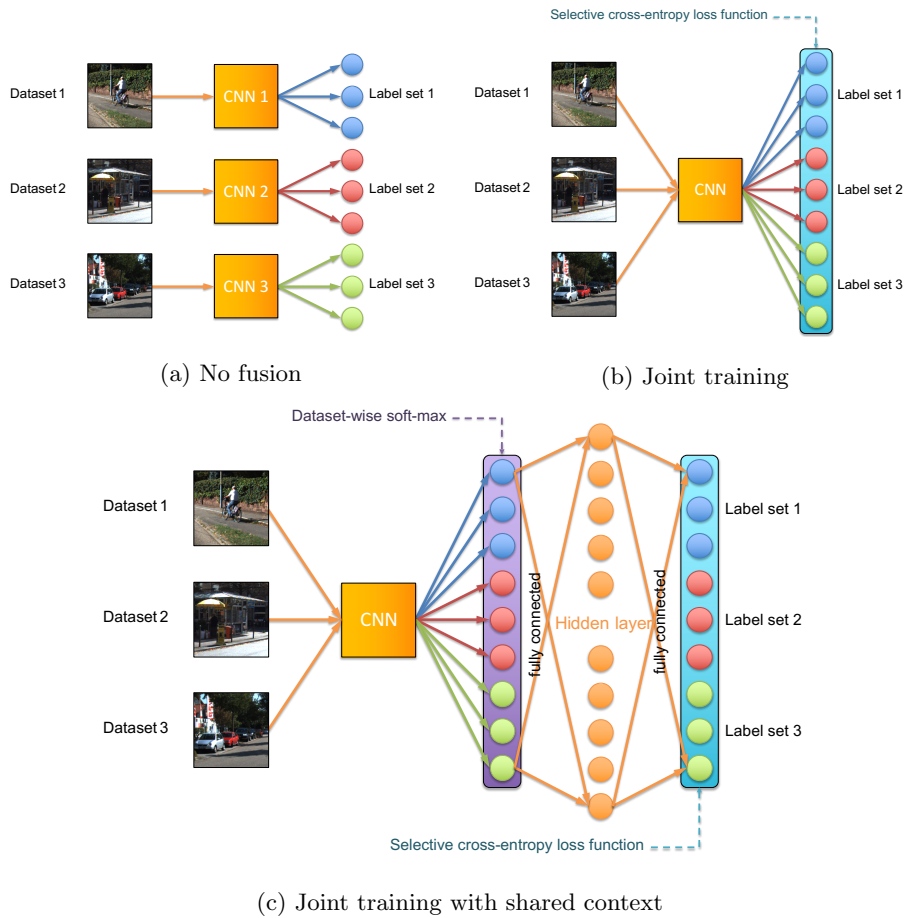 Dataset 1
CNN 1
Label set 1
Dataset 2
CNN 2
Label set 2
Dataset 3
CNN 3
Label set 3
(a) No fusion
Selective cross-entropy loss function
Dataset 1
Label set 1
Dataset 2
CNN
Label set 2
Dataset 3
Label set 3
(b) Joint training
Dataset-wise soft-max
Dataset 1
Label set 1
Dataset 2
CNN
fully connected
Hidden layer
fully connected
Label set 2
Dataset 3
Label set 3
Selective cross-entropy loss function
(c) Joint training with shared context